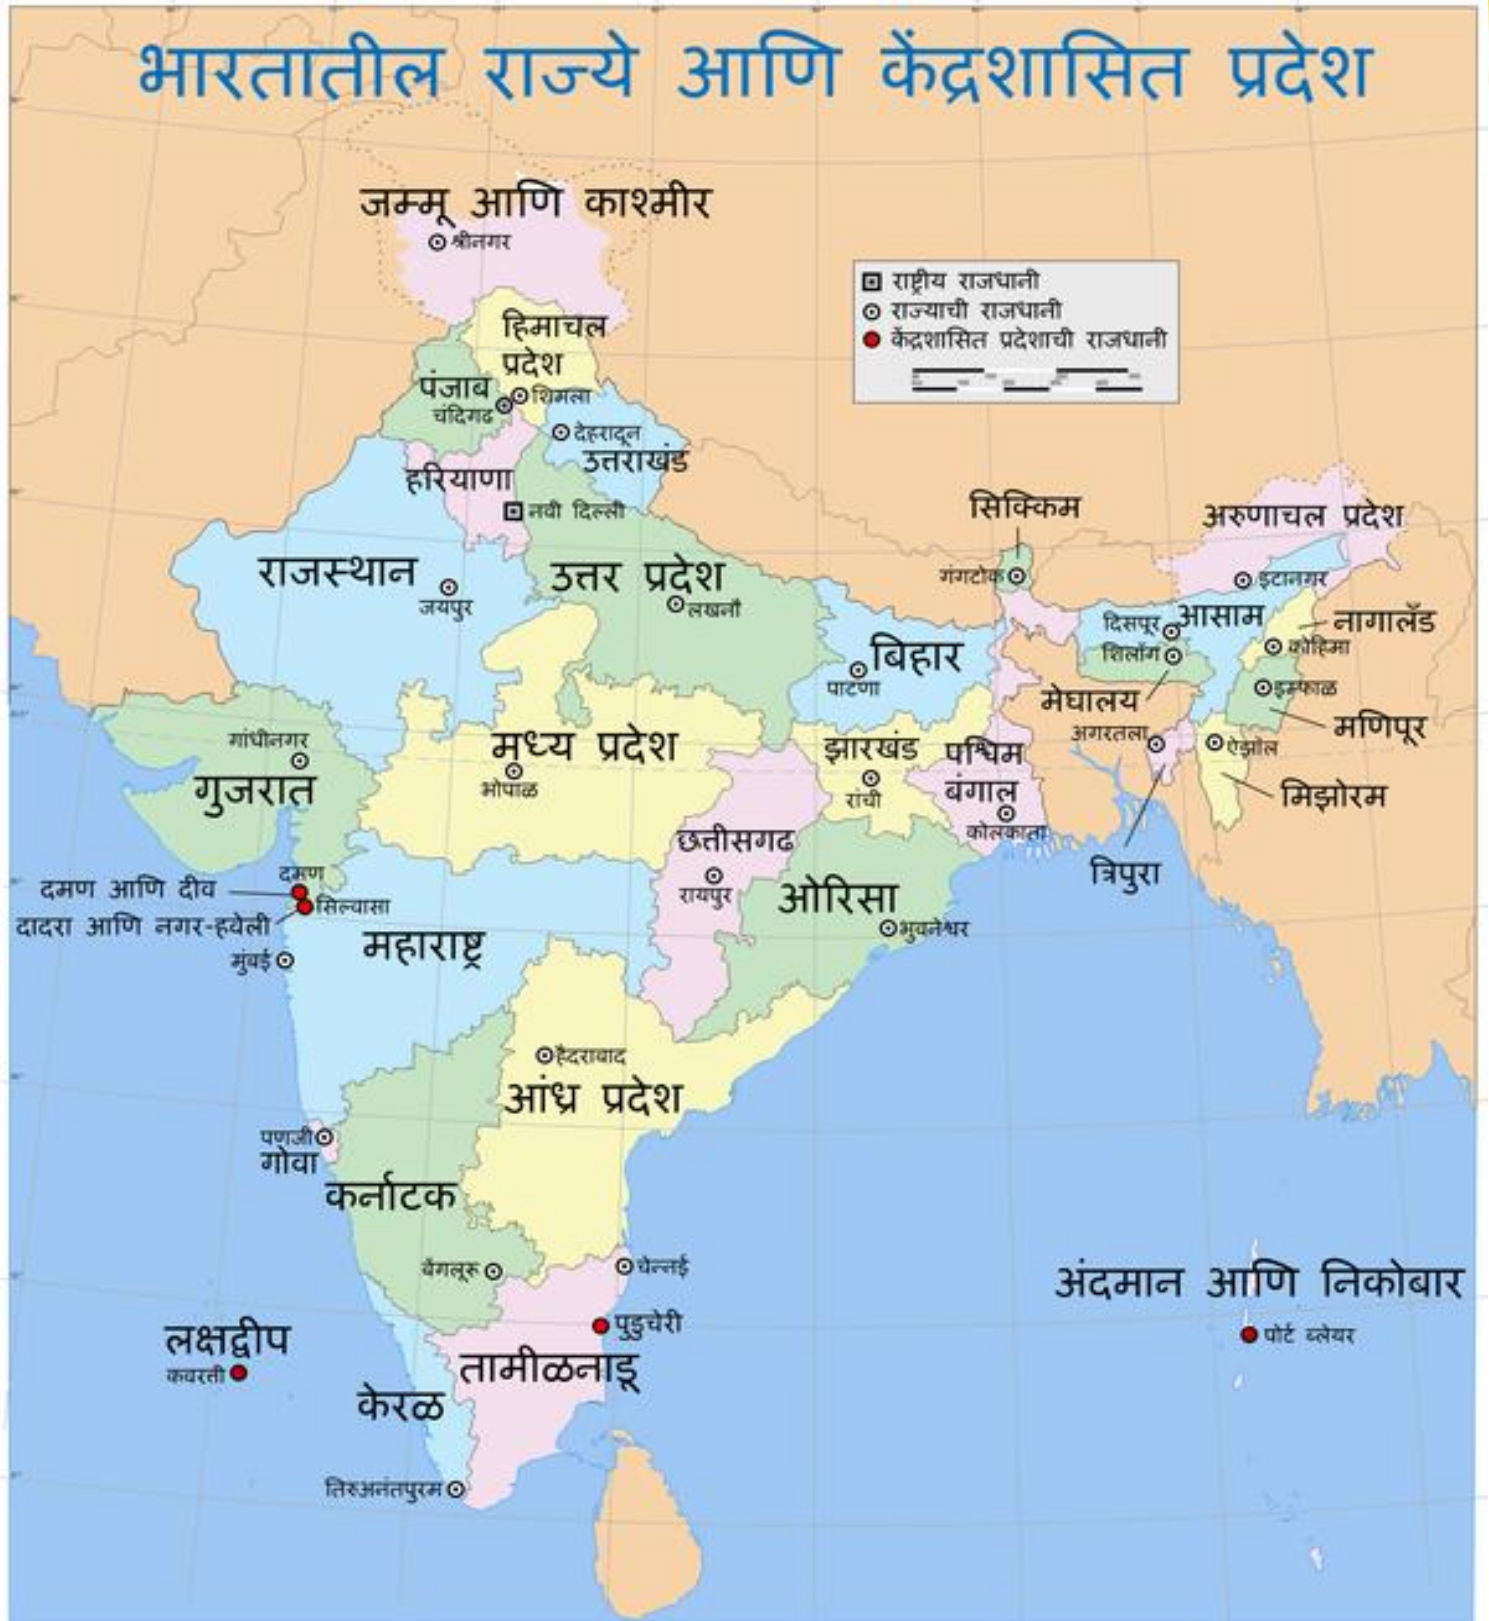 भारतातील राज्ये आणि केंद्रशासित प्रदेश
जम्मू आणि काश्मीर
श्रीनगर
राष्ट्रीय राजधानी
राज्याची राजधानी
केंद्रशासित प्रदेशाची राजधानी
हिमाचल
प्रदेश
पंजाब
शिमला
चंदिगढ
देहरादून
उत्तराखंड
हरियाणा
नवी दिल्ली
सिक्किम
अरुणाचल प्रदेश
राजस्थान
जयपुर
उत्तर प्रदेश
लखनौ
गंगटोक
इटानगर
दिसपूर
आसाम
नागालँड
कोहिमा
शिलाँग
बिहार
पाटणा
मेघालय
इम्फाळ
मणिपूर
अगरतला
ऐझॉल
मिझोरम
त्रिपुरा
गांधीनगर
गुजरात
मध्य प्रदेश
भोपाळ
झारखंड
रांची
पश्चिम
बंगाल
कोलकाता
छत्तीसगढ
रायपुर
ओरिसा
भुवनेश्वर
दमण
दमण आणि दीव
सिल्वासा
दादरा आणि नगर-हवेली
मुंबई
महाराष्ट्र
हैदराबाद
आंध्र प्रदेश
पणजी
गोवा
कर्नाटक
बेंगलूरू
चेन्नई
पुडुचेरी
अंदमान आणि निकोबार
पोर्ट ब्लेयर
लक्षद्वीप
कवरती
तामीळनाडू
केरळ
तिरुअनंतपुरम